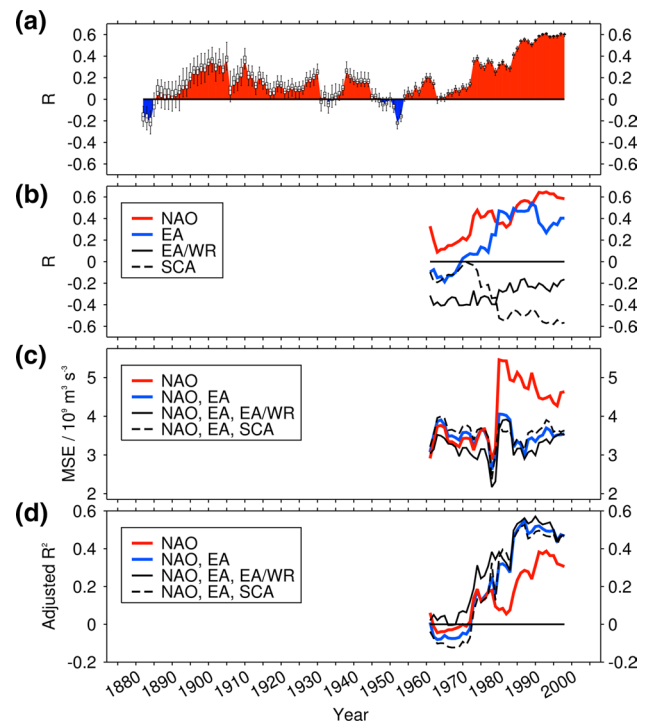 (a)
0.6
0.4
0.2
0
-0.2
-0.4
-0.6
R
0.6
0.4
0.2
0
-0.2
-0.4
-0.6
(b)
0.6
0.4
0.2
0
-0.2
-0.4
-0.6
R
NAO
EA
EA/WR
SCA
0.6
0.4
0.2
0
-0.2
-0.4
-0.6
(c)
5
4
3
2
MSE / 10⁹ m³ s⁻³
NAO
NAO, EA
NAO, EA, EA/WR
NAO, EA, SCA
5
4
3
2
(d)
0.6
0.4
0.2
0
-0.2
Adjusted R²
NAO
NAO, EA
NAO, EA, EA/WR
NAO, EA, SCA
0.6
0.4
0.2
0
-0.2
1880 1890 1900 1910 1920 1930 1940 1950 1960 1970 1980 1990 2000
Year